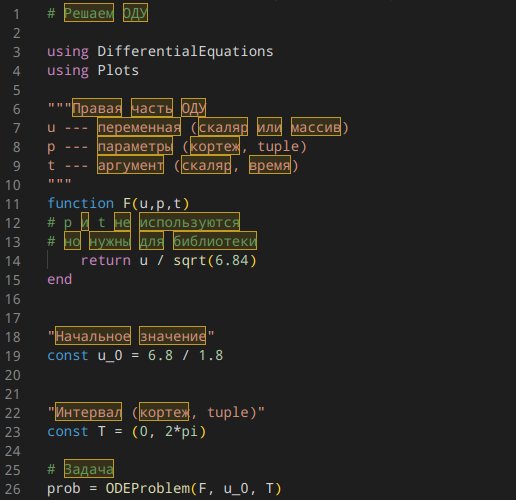 1 # Решаем ОДУ
2
3 using DifferentialEquations
4 using Plots
5
6 """Правая часть ОДУ
7 u --- переменная (скаляр или массив)
8 p --- параметры (кортеж, tuple)
9 t --- аргумент (скаляр, время)
10 """
11 function F(u,p,t)
12 # p и t не используются
13 # но нужны для библиотеки
14     return u / sqrt(6.84)
15 end
16
17
18 "Начальное значение"
19 const u_0 = 6.8 / 1.8
20
21
22 "Интервал (кортеж, tuple)"
23 const T = (0, 2*pi)
24
25 # Задача
26 prob = ODEProblem(F, u_0, T)